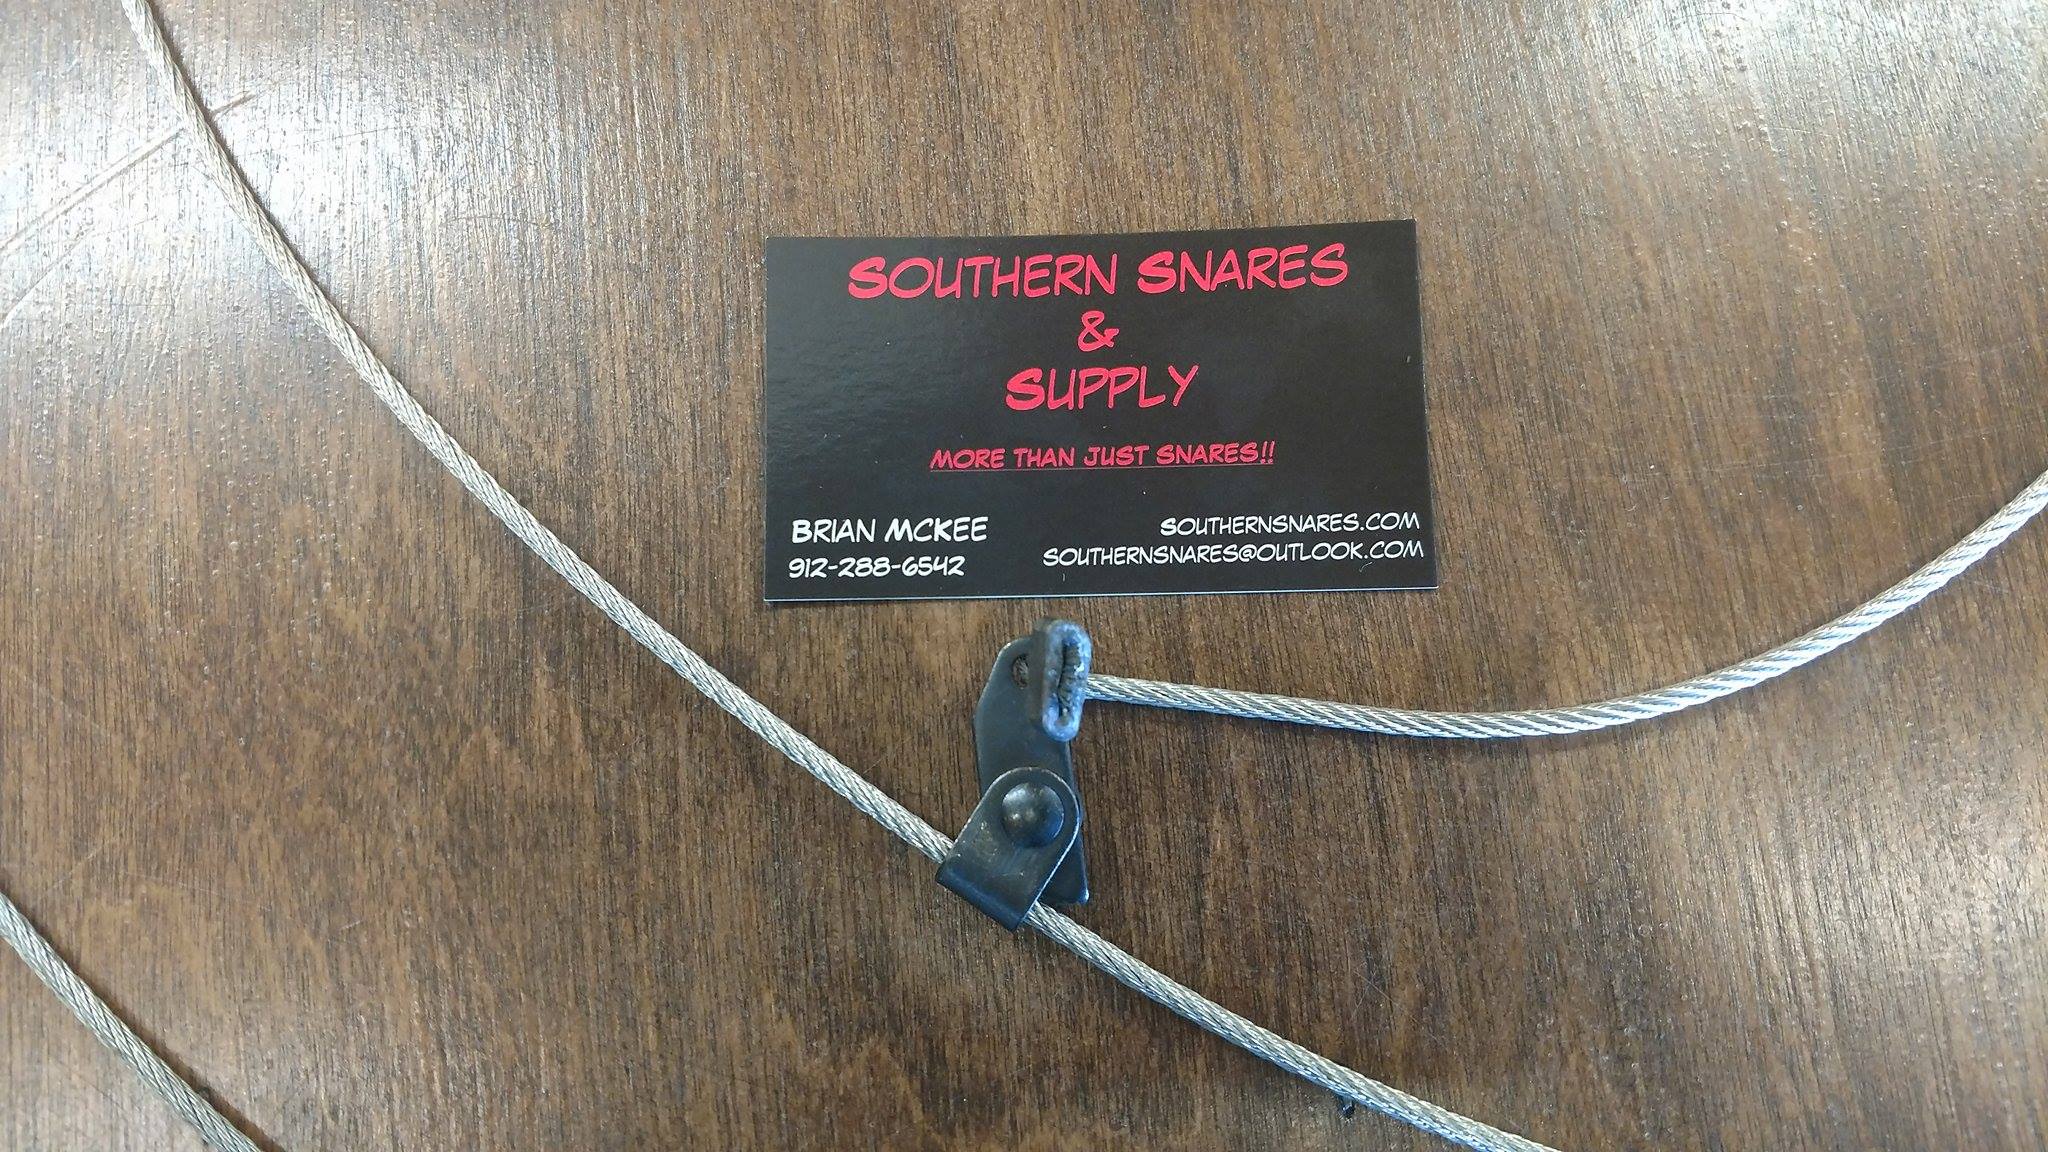 SOUTHERN SNARES
&
SUPPLY
MORE THAN JUST SNARES!!
BRIAN MCKEE
912-288-6542
SOUTHERNSNARES.COM
SOUTHERNSNARES@OUTLOOK.COM